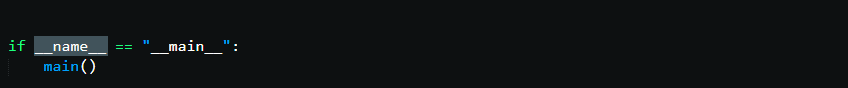 if __name__ == "__main__":
    main()